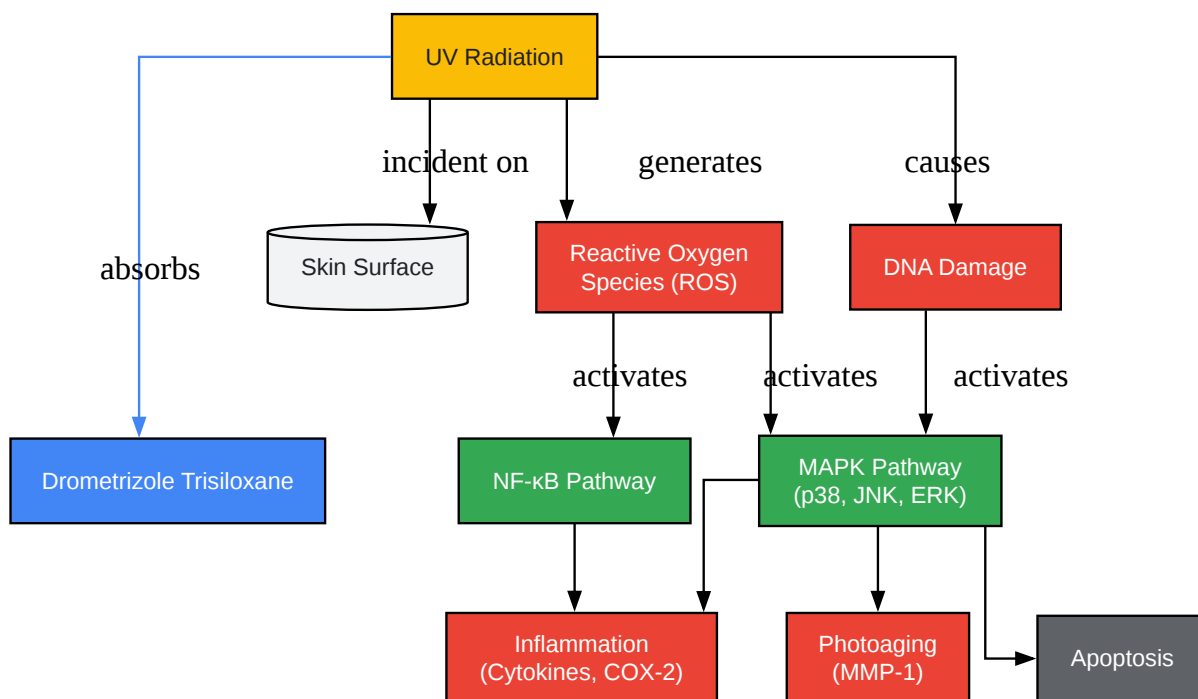 UV Radiation
incident on
generates
causes
absorbs
Skin Surface
Reactive Oxygen
Species (ROS)
DNA Damage
activates
activates
activates
Drometrizole Trisiloxane
NF-κB Pathway
MAPK Pathway
(p38, JNK, ERK)
Inflammation
(Cytokines, COX-2)
Photoaging
(MMP-1)
Apoptosis